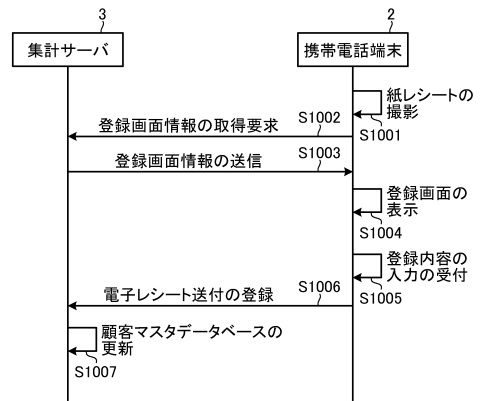 3
2
集計サーバ
携帯電話端末
紙レシートの
撮影
S1001
S1002
登録画面情報の取得要求
S1003
登録画面情報の送信
登録画面の
表示
S1004
登録内容の
入力の受付
S1005
S1006
電子レシート送付の登録
顧客マスタデータベースの
更新
S1007